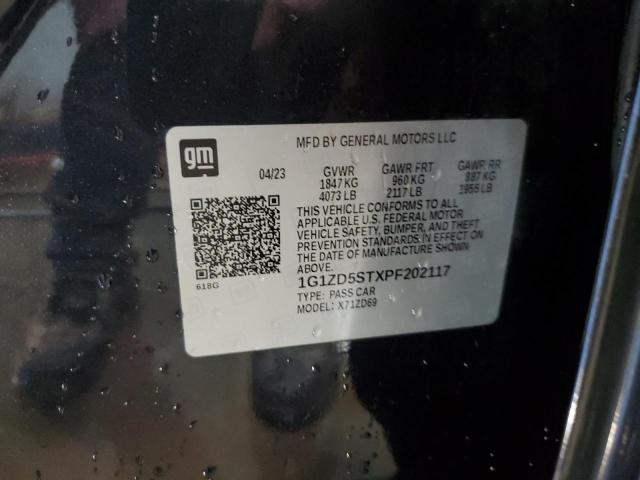 gm
MFD BY GENERAL MOTORS LLC
04/23 GVWR GAWR FRT GAWR RR
1847 KG 960 KG 887 KG
4073 LB 2117 LB 1955 LB
THIS VEHICLE CONFORMS TO ALL
APPLICABLE U.S. FEDERAL MOTOR
VEHICLE SAFETY, BUMPER, AND THEFT
PREVENTION STANDARDS IN EFFECT ON
THE DATE OF MANUFACTURE SHOWN
ABOVE.
618G
1G1ZD5STXPF202117
TYPE: PASS CAR
MODEL: X71ZD69